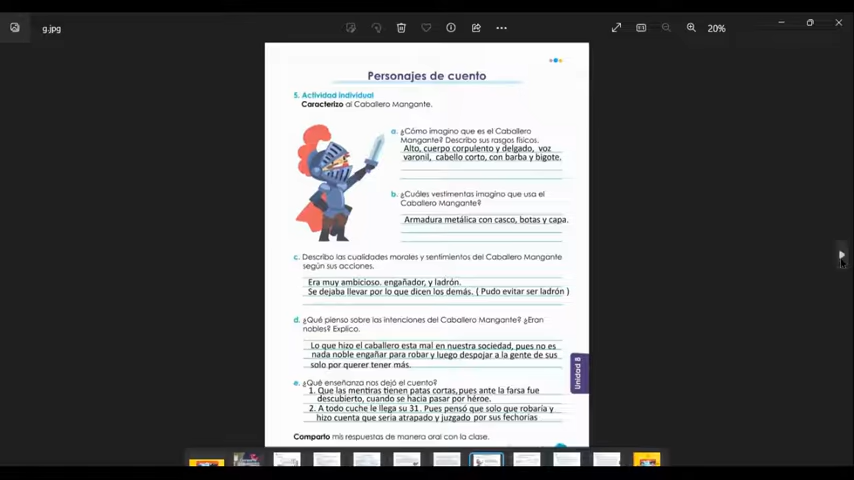 g.jpg
20%
Personajes de cuento
5. Actividad individual
Caracterizo al Caballero Mangante.
a. ¿Cómo imagino que es el Caballero
Mangante? Describo sus rasgos físicos.
Alto, cuerpo corpulento y delgado, voz
varonil, cabello corto, con barba y bigote.
b. ¿Cuáles vestimentas imagino que usa el
Caballero Mangante?
Armadura metálica con casco, botas y capa.
c. Describo las cualidades morales y sentimientos del Caballero Mangante
según sus acciones.
Era muy ambicioso. engañador, y ladrón.
Se dejaba llevar por lo que dicen los demás. ( Pudo evitar ser ladrón )
d. ¿Qué pienso sobre las intenciones del Caballero Mangante? ¿Eran
nobles? Explico.
Lo que hizo el caballero esta mal en nuestra sociedad, pues no es
nada noble engañar para robar y luego despojar a la gente de sus
solo por querer tener más.
e. ¿Qué enseñanza nos dejó el cuento?
1. Que las mentiras tienen patas cortas, pues ante la farsa fue
descubierto, cuando se hacia pasar por héroe.
2. A todo cuche le llega su 31. Pues pensó que solo que robaría y
hizo cuenta que seria atrapado y juzgado por sus fechorias
Unidad 8
Comparto mis respuestas de manera oral con la clase.